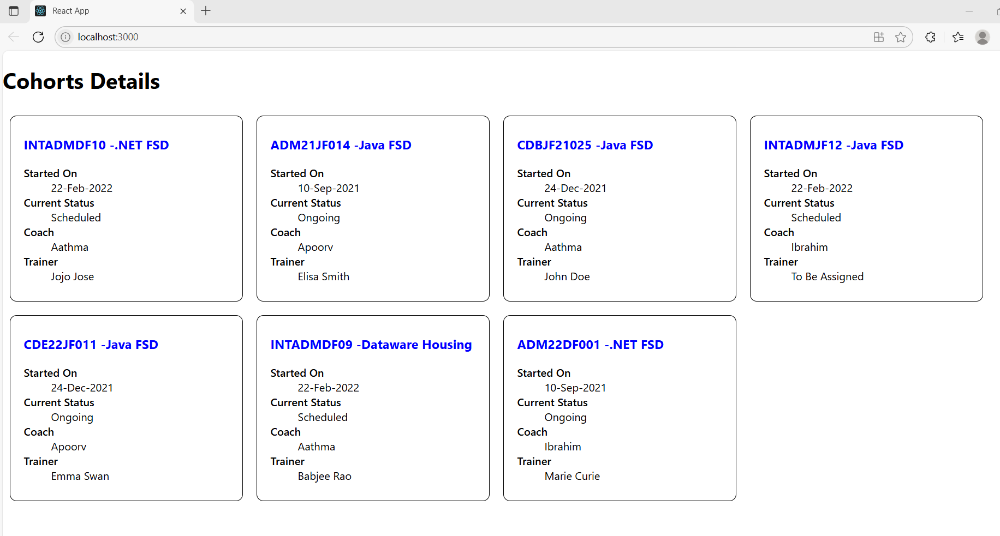 React App
localhost:3000
Cohorts Details
INTADMDF10 -.NET FSD
Started On
22-Feb-2022
Current Status
Scheduled
Coach
Aathma
Trainer
Jojo Jose
ADM21JF014 -Java FSD
Started On
10-Sep-2021
Current Status
Ongoing
Coach
Apoorv
Trainer
Elisa Smith
CDBJF21025 -Java FSD
Started On
24-Dec-2021
Current Status
Ongoing
Coach
Aathma
Trainer
John Doe
INTADMJF12 -Java FSD
Started On
22-Feb-2022
Current Status
Scheduled
Coach
Ibrahim
Trainer
To Be Assigned
CDE22JF011 -Java FSD
Started On
24-Dec-2021
Current Status
Ongoing
Coach
Apoorv
Trainer
Emma Swan
INTADMDF09 -Dataware Housing
Started On
22-Feb-2022
Current Status
Scheduled
Coach
Aathma
Trainer
Babjee Rao
ADM22DF001 -.NET FSD
Started On
10-Sep-2021
Current Status
Ongoing
Coach
Ibrahim
Trainer
Marie Curie